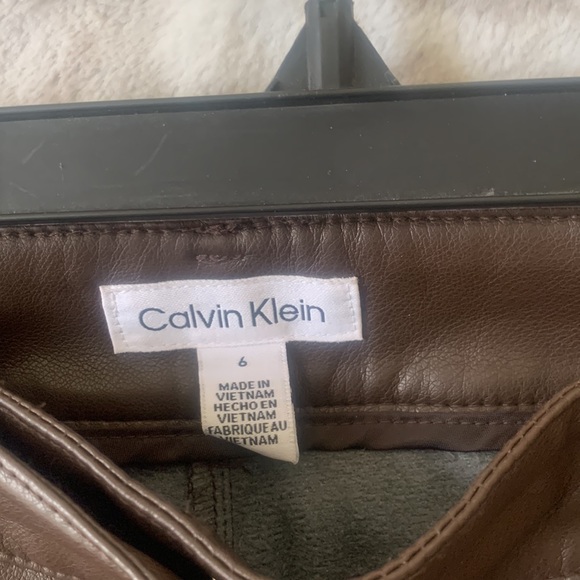 Calvin Klein
6
MADE IN
VIETNAM
HECHO EN
VIETNAM
FABRIQUE AU
VIETNAM